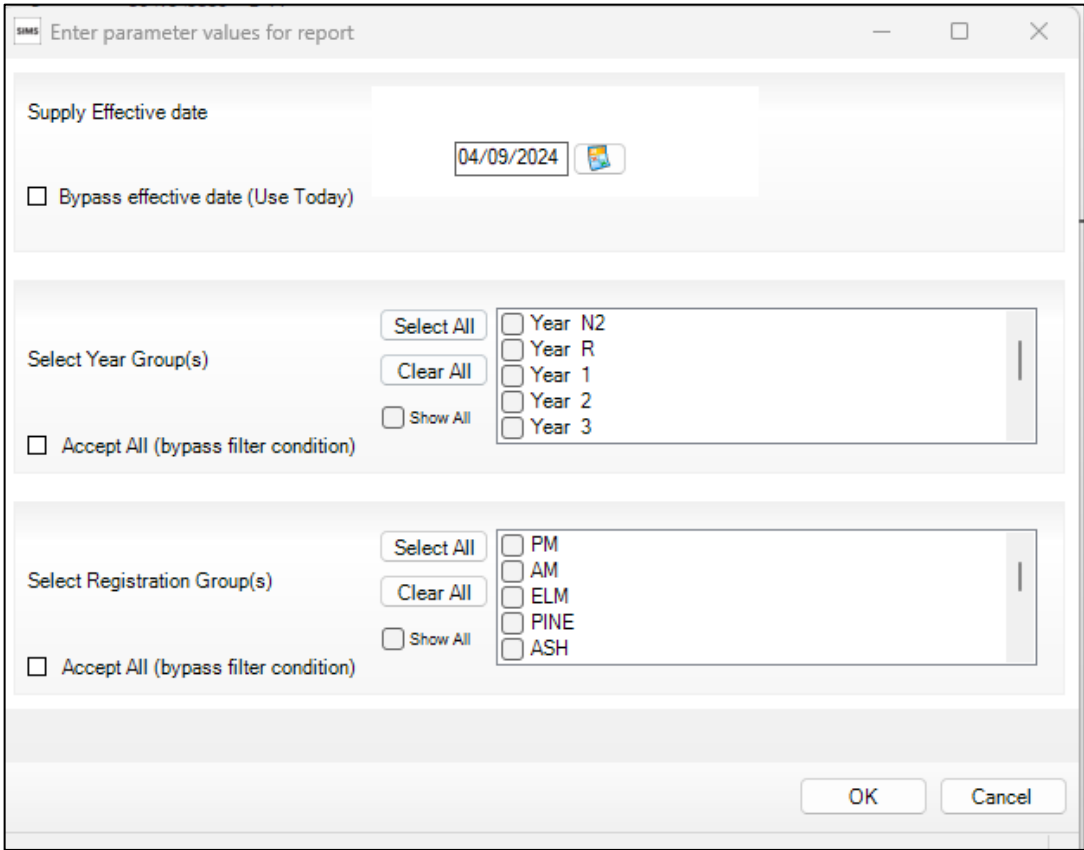 SIMS Enter parameter values for report
Supply Effective date
04/09/2024
Bypass effective date (Use Today)
Select All
Year N2
Year R
Select Year Group(s)
Clear All
Year 1
Year 2
Show All
Year 3
Accept All (bypass filter condition)
Select All
PM
AM
Select Registration Group(s)
Clear All
ELM
PINE
Show All
ASH
Accept All (bypass filter condition)
OK
Cancel